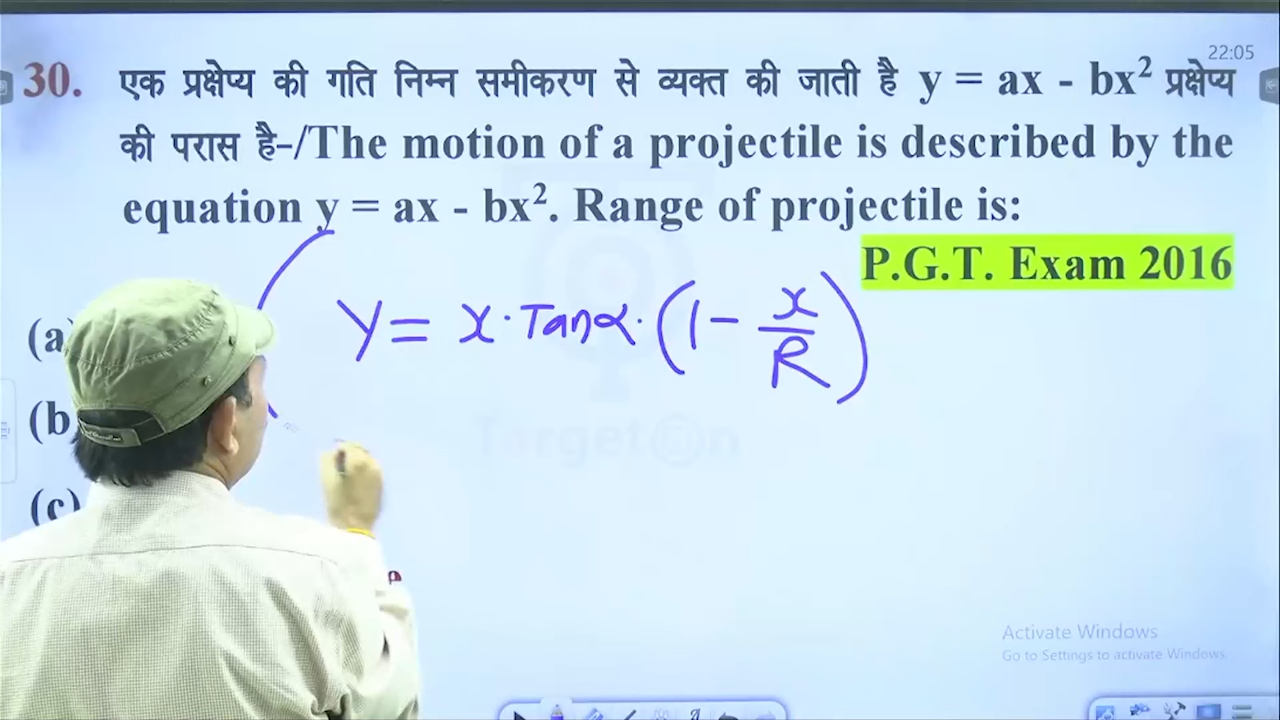 22:05
30. एक प्रक्षेप्य की गति निम्न समीकरण से व्यक्त की जाती है y = ax - bx² प्रक्षेप्य
की परास है-/The motion of a projectile is described by the
equation y = ax - bx². Range of projectile is:
P.G.T. Exam 2016
y = x · Tanα · (1 - x/R)
(a)
(b
(c)
Target On
Activate Windows
Go to Settings to activate Windows.